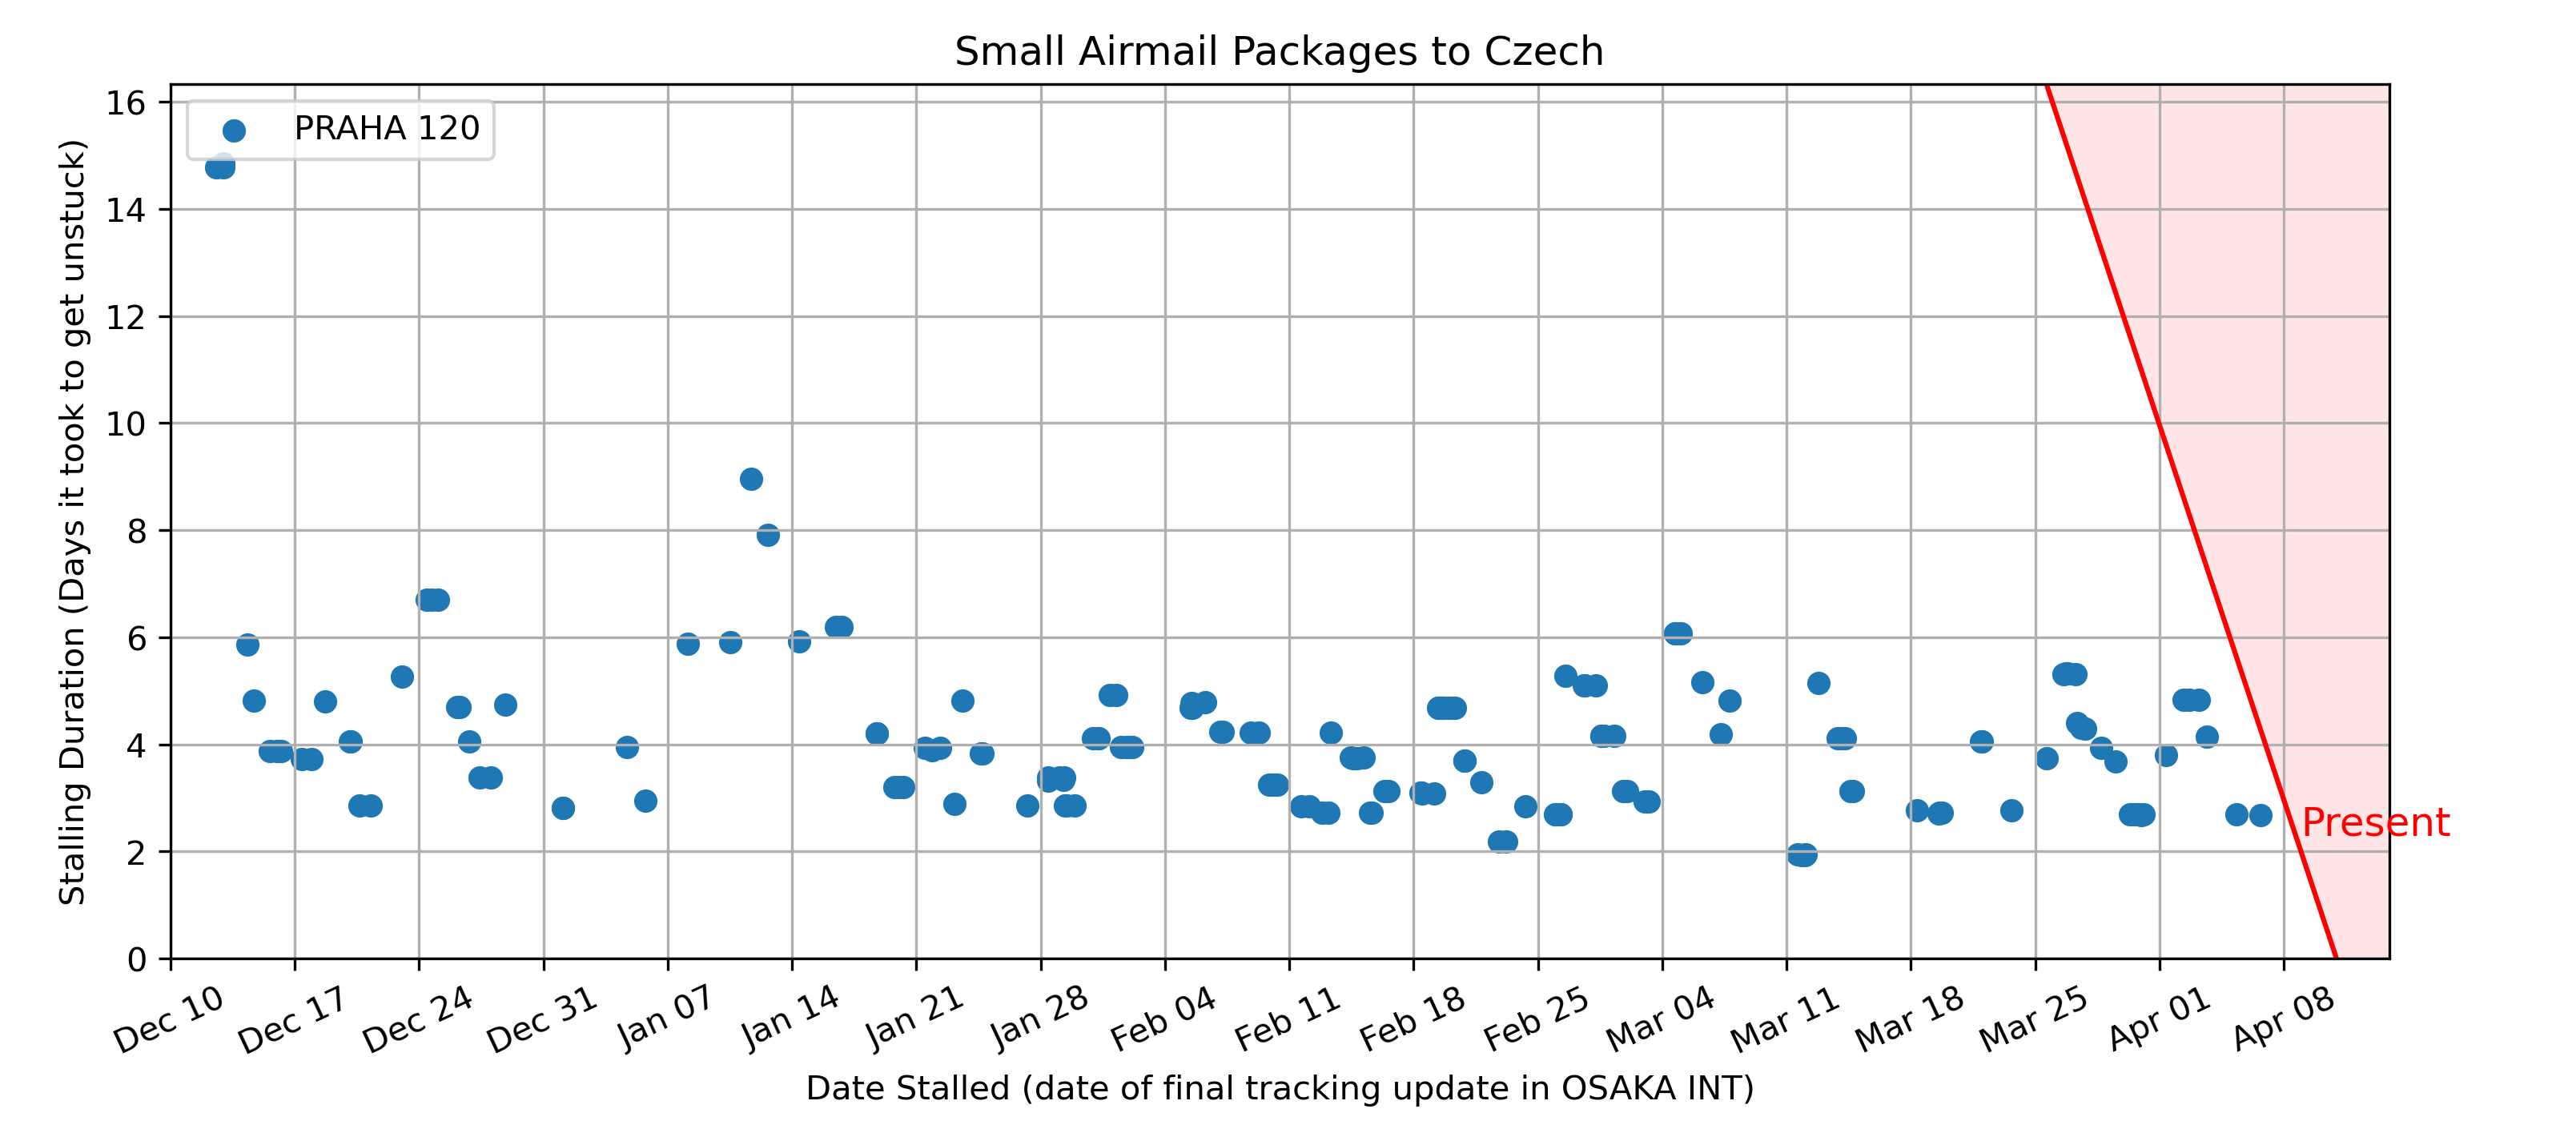 Small Airmail Packages to Czech
PRAHA 120
Stalling Duration (Days it took to get unstuck)
16
14
12
10
8
6
4
2
0
Present
Dec 10
Dec 17
Dec 24
Dec 31
Jan 07
Jan 14
Jan 21
Jan 28
Feb 04
Feb 11
Feb 18
Feb 25
Mar 04
Mar 11
Mar 18
Mar 25
Apr 01
Apr 08
Date Stalled (date of final tracking update in OSAKA INT)